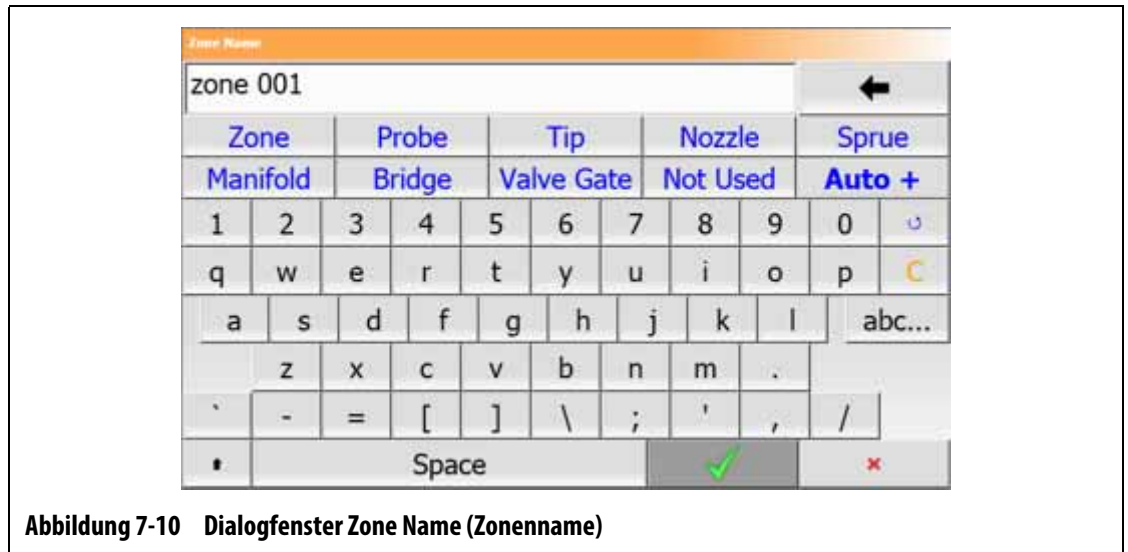 Zone Name
zone 001
Zone Probe Tip Nozzle Sprue
Manifold Bridge Valve Gate Not Used Auto +
1 2 3 4 5 6 7 8 9 0
q w e r t y u i o p C
a s d f g h j k l abc...
z x c v b n m .
` - = [ ] \ ; ' , /
Space
Abbildung 7-10 Dialogfenster Zone Name (Zonenname)